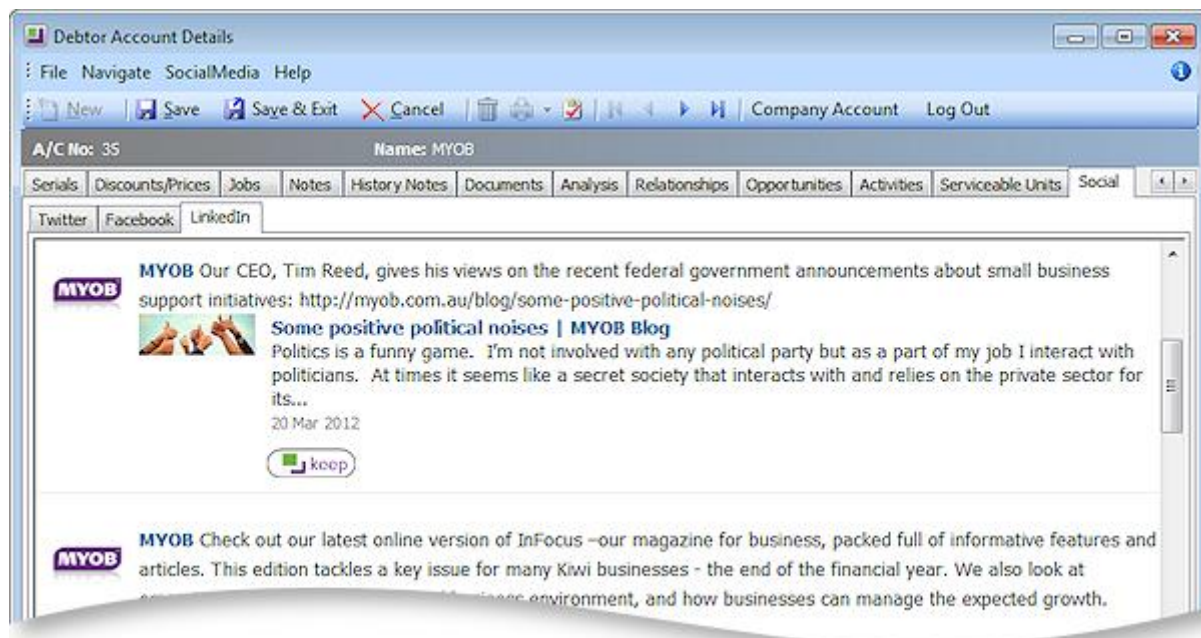 Debtor Account Details
File Navigate SocialMedia Help
New Save Save & Exit Cancel Company Account Log Out
A/C No: 35 Name: MYOB
Serials Discounts/Prices Jobs Notes History Notes Documents Analysis Relationships Opportunities Activities Serviceable Units Social
Twitter Facebook LinkedIn
MYOB
MYOB Our CEO, Tim Reed, gives his views on the recent federal government announcements about small business
support initiatives: http://myob.com.au/blog/some-positive-political-noises/
Some positive political noises | MYOB Blog
Politics is a funny game. I'm not involved with any political party but as a part of my job I interact with
politicians. At times it seems like a secret society that interacts with and relies on the private sector for
its...
20 Mar 2012
keep
MYOB
MYOB Check out our latest online version of InFocus –our magazine for business, packed full of informative features and
articles. This edition tackles a key issue for many Kiwi businesses - the end of the financial year. We also look at
environment, and how businesses can manage the expected growth.